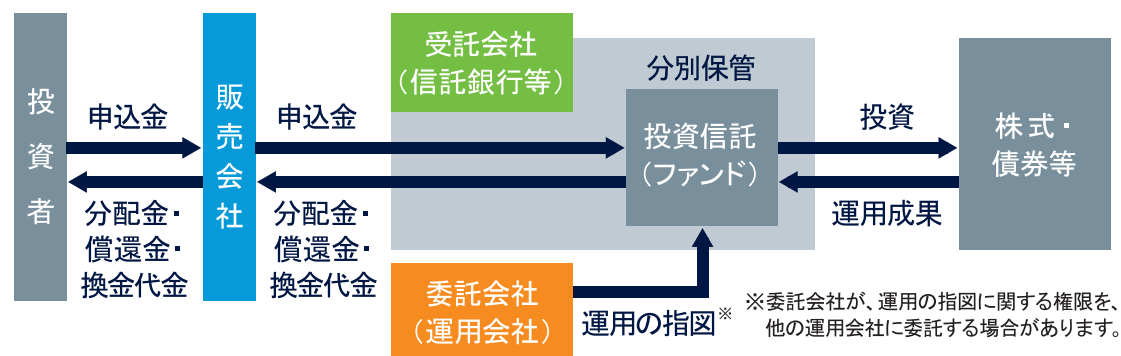 投資者
申込金
分配金・
償還金・
換金代金
販売会社
申込金
分配金・
償還金・
換金代金
受託会社
（信託銀行等）
分別保管
投資信託
（ファンド）
投資
運用成果
株式・
債券等
委託会社
（運用会社）
運用の指図※
※委託会社が、運用の指図に関する権限を、
他の運用会社に委託する場合があります。